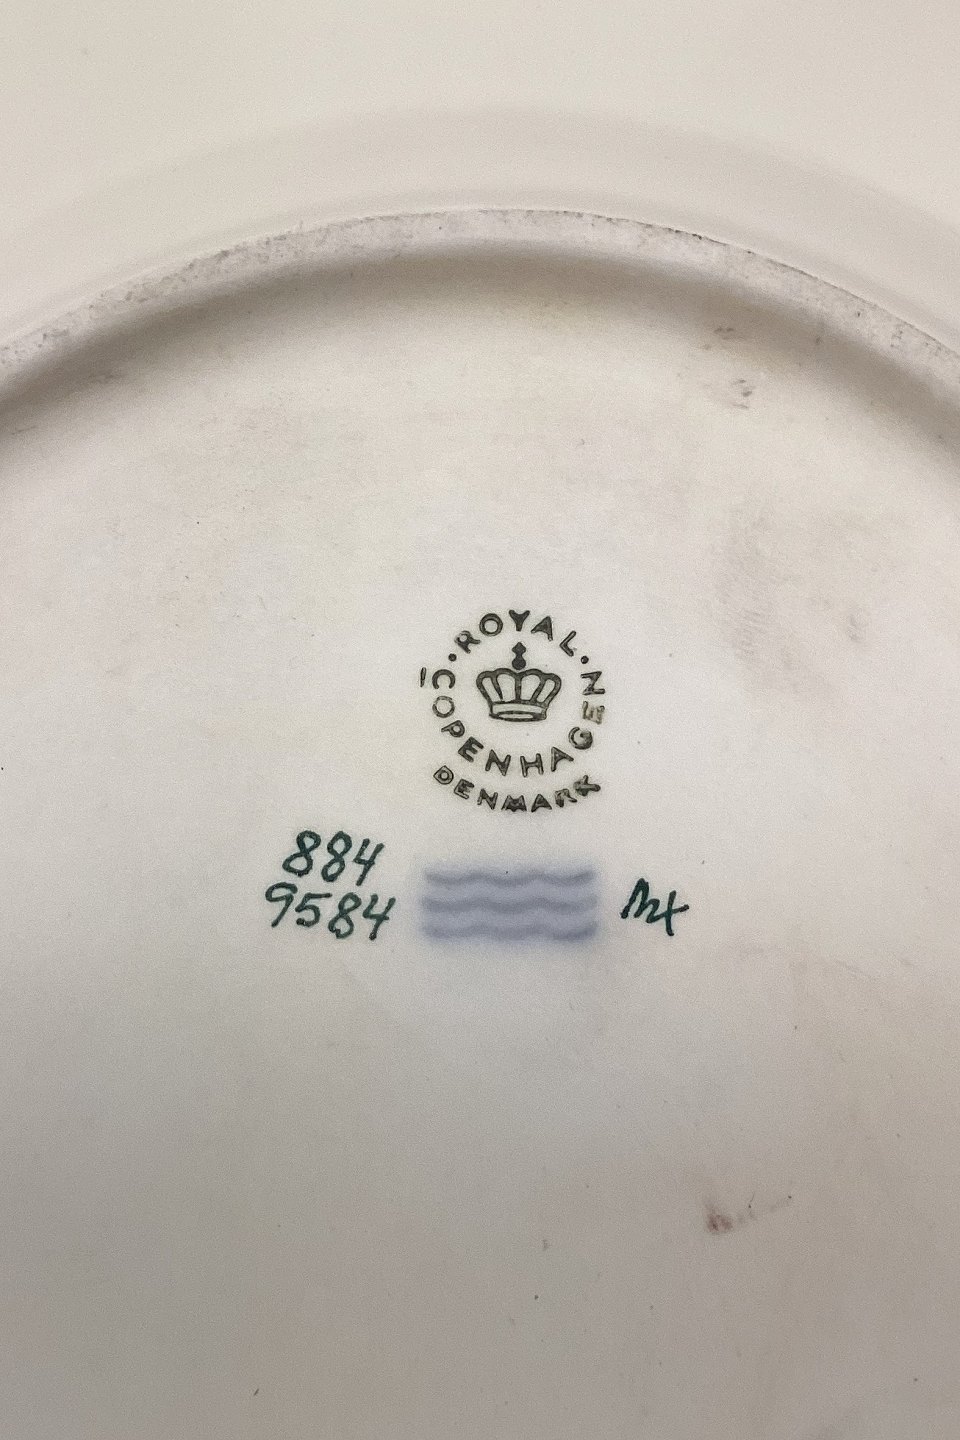 ROYAL
COPENHAGEN
DENMARK
884
9584